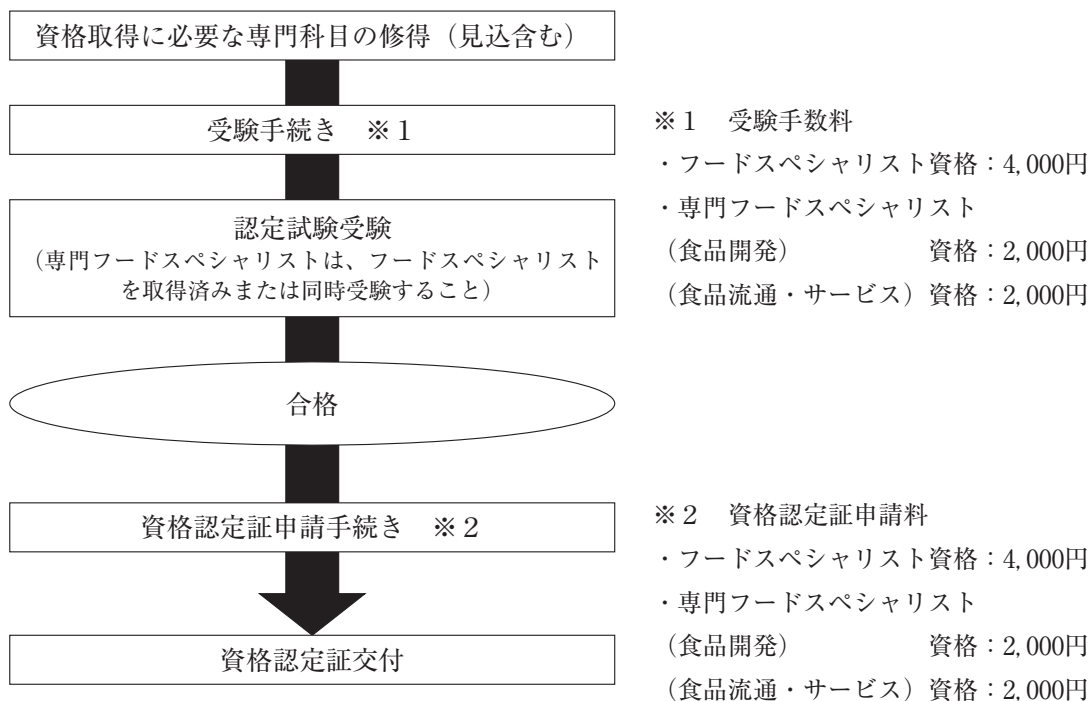 資格取得に必要な専門科目の修得（見込含む）
受験手続き　※１
※１　受験手数料
・フードスペシャリスト資格：4,000円
・専門フードスペシャリスト
（食品開発）　　　　　資格：2,000円
（食品流通・サービス）資格：2,000円
認定試験受験
（専門フードスペシャリストは、フードスペシャリスト
を取得済みまたは同時受験すること）
合格
資格認定証申請手続き　※２
※２　資格認定証申請料
・フードスペシャリスト資格：4,000円
・専門フードスペシャリスト
（食品開発）　　　　　資格：2,000円
（食品流通・サービス）資格：2,000円
資格認定証交付